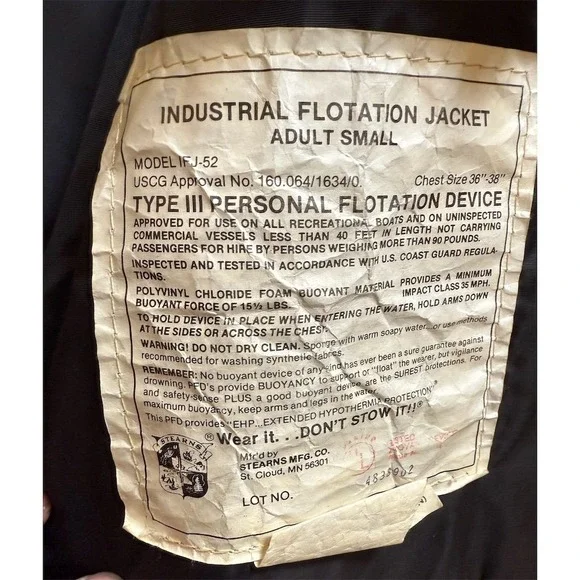 INDUSTRIAL FLOTATION JACKET
ADULT SMALL
MODEL IFJ-52
USCG Approval No. 160.064/1634/0. Chest Size 36"-38"
TYPE III PERSONAL FLOTATION DEVICE
APPROVED FOR USE ON ALL RECREATIONAL BOATS AND ON UNINSPECTED
COMMERCIAL VESSELS LESS THAN 40 FEET IN LENGTH NOT CARRYING
PASSENGERS FOR HIRE BY PERSONS WEIGHING MORE THAN 90 POUNDS.
INSPECTED AND TESTED IN ACCORDANCE WITH U.S. COAST GUARD REGULA-
TIONS.
POLYVINYL CHLORIDE FOAM BUOYANT MATERIAL PROVIDES A MINIMUM
BUOYANT FORCE OF 15½ LBS. IMPACT CLASS 35 MPH.
TO HOLD DEVICE IN PLACE WHEN ENTERING THE WATER, HOLD ARMS DOWN
AT THE SIDES OR ACROSS THE CHEST.
WARNING! DO NOT DRY CLEAN. Sponge with warm soapy water...or use methods
recommended for washing synthetic fabrics.
REMEMBER: No buoyant device of any has ever been a sure guarantee against
drowning. PFD's provide BUOYANCY to support or "float" the wearer, but vigilance
and safety-sense PLUS a good buoyant device are the SUREST protections. For
maximum buoyancy, keep arms and legs in the water.
This PFD provides "EHP...EXTENDED HYPOTHERMIA PROTECTION."
Wear it. . .DON'T STOW IT!!®
STEARNS ®
Mfr'd by
STEARNS MFG. CO.
St. Cloud, MN 56301
LOT NO.